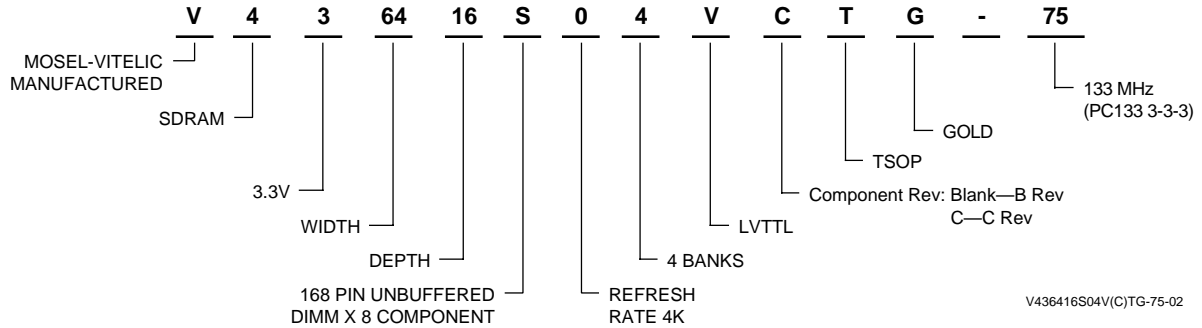 V 4 3 64 16 S 0 4 V C T G - 75
MOSEL-VITELIC
MANUFACTURED
SDRAM
3.3V
WIDTH
DEPTH
168 PIN UNBUFFERED
DIMM X 8 COMPONENT
REFRESH
RATE 4K
4 BANKS
LVTTL
Component Rev: Blank—B Rev
C—C Rev
TSOP
GOLD
133 MHz
(PC133 3-3-3)
V436416S04V(C)TG-75-02